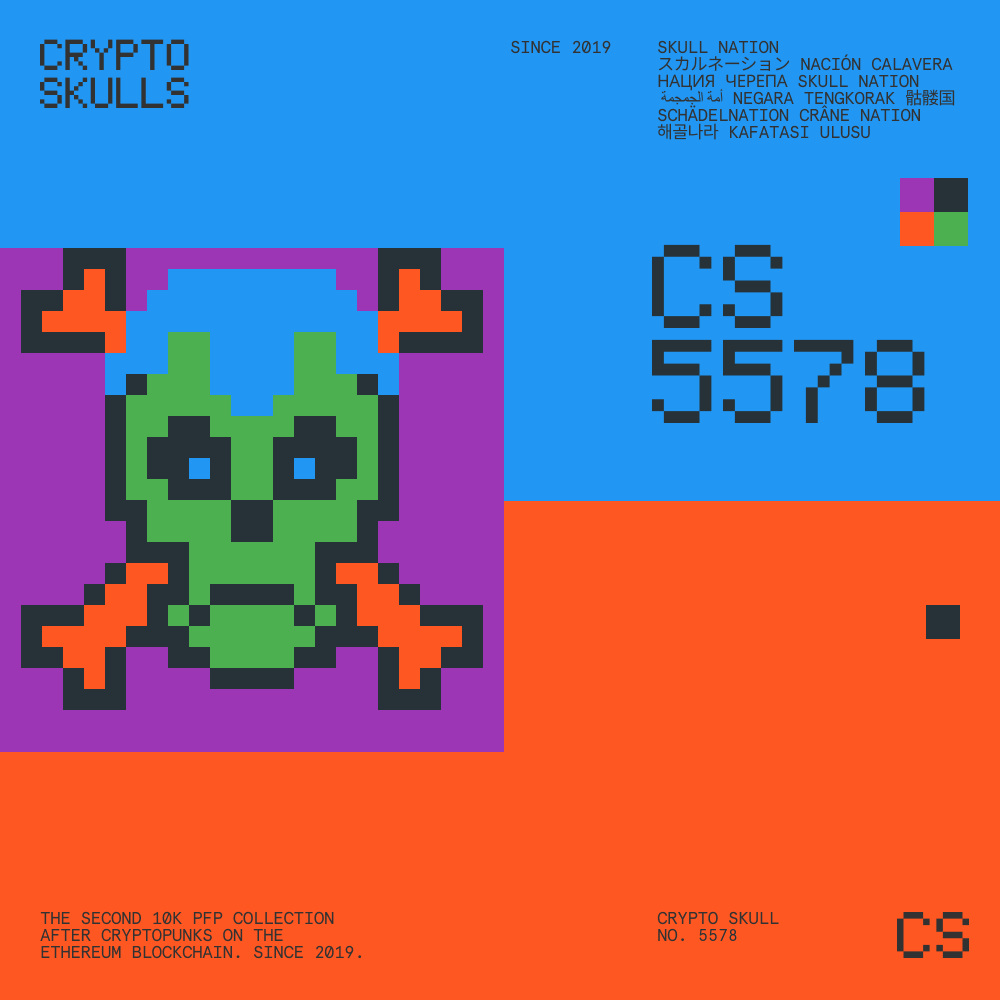 CRYPTO
SKULLS
SINCE 2019
SKULL NATION
スカルネーション NACIÓN CALAVERA
НАЦИЯ ЧЕРЕПА SKULL NATION
أمة الجمجمة NEGARA TENGKORAK 骷髅国
SCHÄDELNATION CRÂNE NATION
해골나라 KAFATASI ULUSU
CS
5578
THE SECOND 10K PFP COLLECTION
AFTER CRYPTOPUNKS ON THE
ETHEREUM BLOCKCHAIN. SINCE 2019.
CRYPTO SKULL
NO. 5578
CS